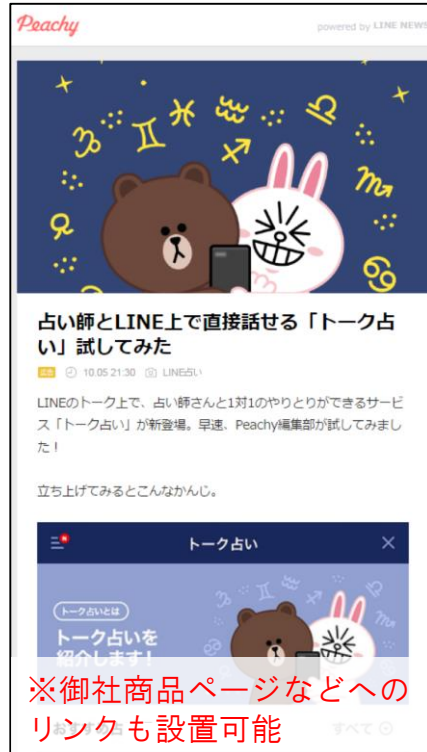 Peachy
powered by LINE NEWS
占い師とLINE上で直接話せる「トーク占
い」試してみた
広告 10.05 21:30 LINE占い
LINEのトーク上で、占い師さんと1対1のやりとりができるサービ
ス「トーク占い」が新登場。早速、Peachy編集部が試してみまし
た！
立ち上げてみるとこんなかんじ。
N
トーク占い
トーク占いとは
トーク占いを
紹介します！
※御社商品ページなどへの
リンクも設置可能
すべて